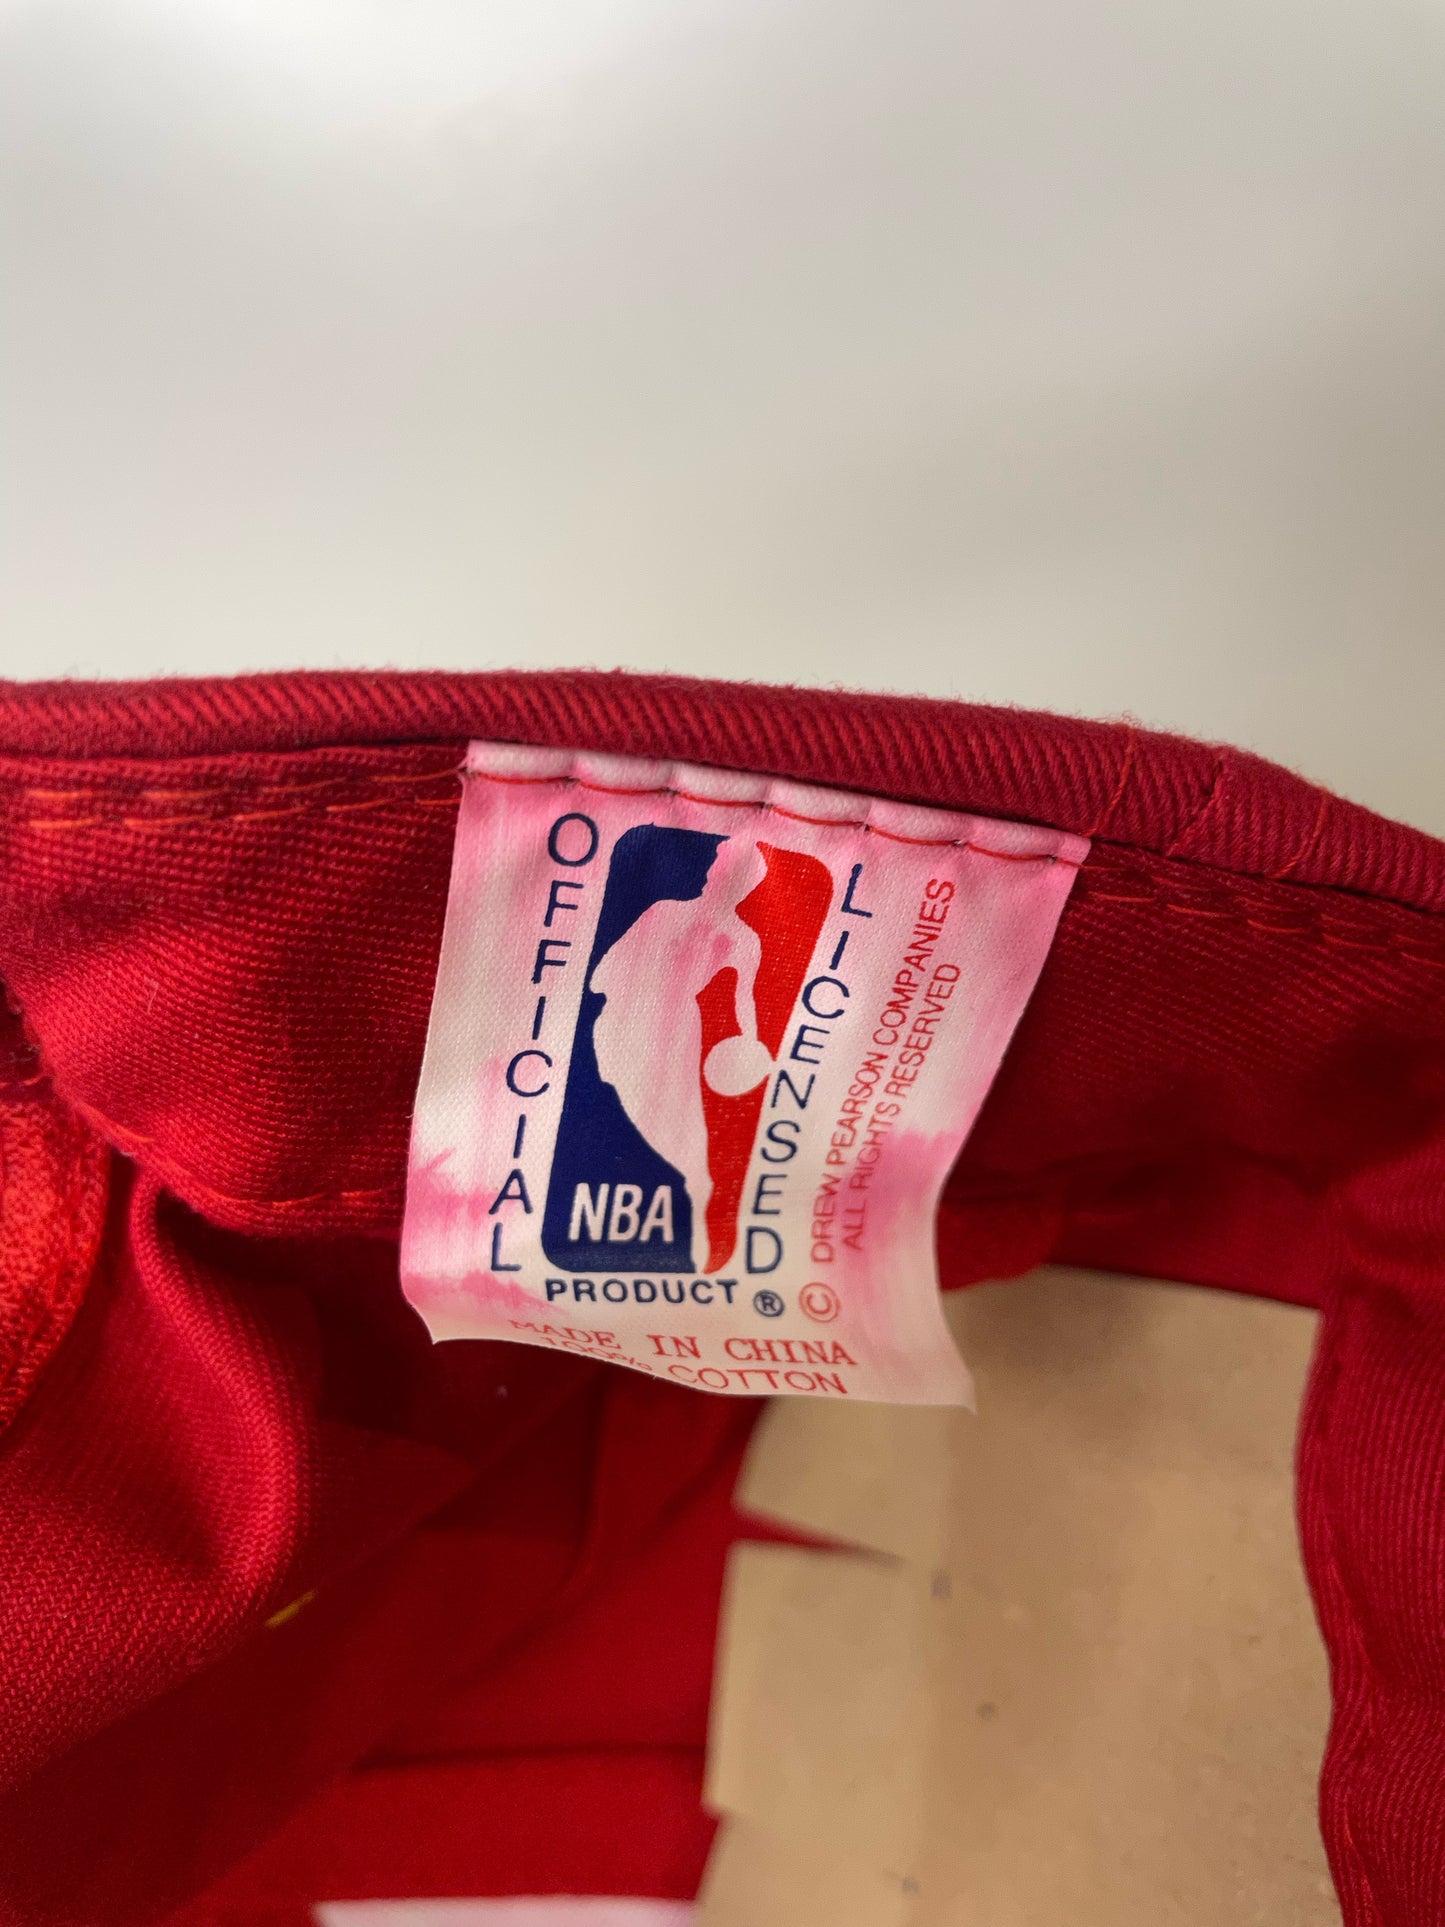 OFFICIAL
NBA
LICENSED
PRODUCT ®
© DREW PEARSON COMPANIES
ALL RIGHTS RESERVED
MADE IN CHINA
100% COTTON